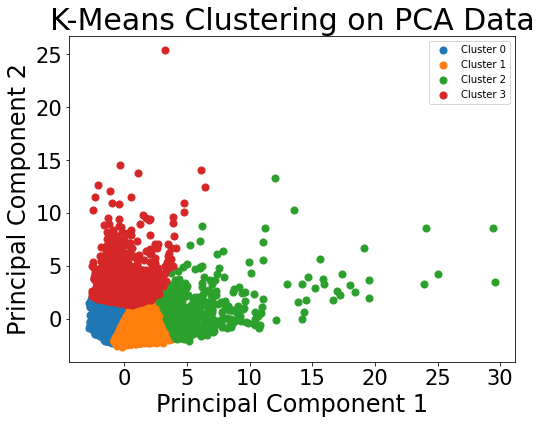 K-Means Clustering on PCA Data
Cluster 0
Cluster 1
Cluster 2
Cluster 3
Principal Component 2
25
20
15
10
5
0
0 5 10 15 20 25 30
Principal Component 1